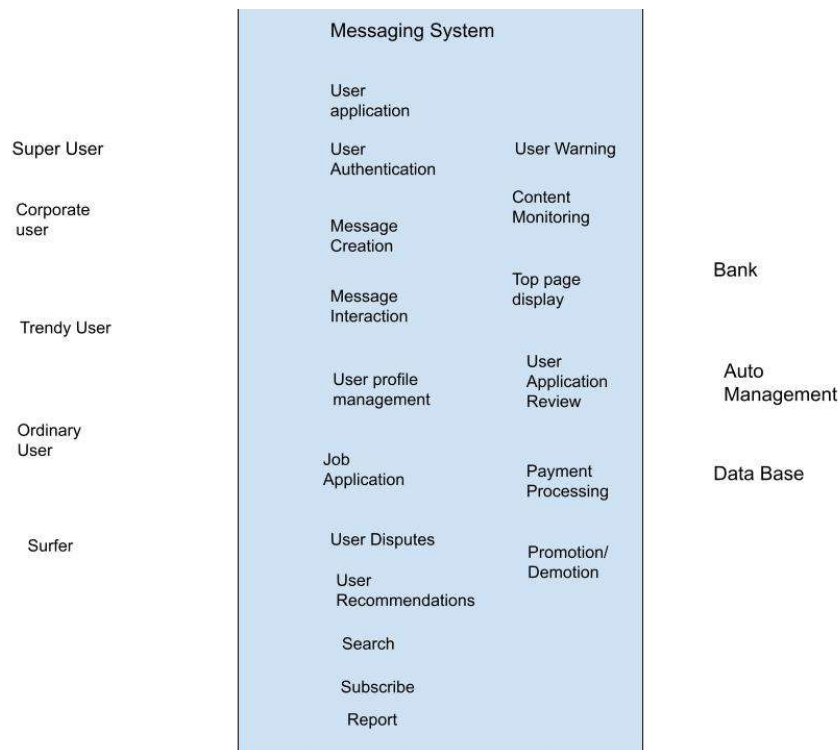 Messaging System
User
application
Super User
User
Authentication
User Warning
Corporate
user
Content
Monitoring
Message
Creation
Bank
Top page
display
Message
Interaction
Trendy User
User profile
management
User
Application
Review
Auto
Management
Ordinary
User
Job
Application
Payment
Processing
Data Base
Surfer
User Disputes
Promotion/
Demotion
User
Recommendations
Search
Subscribe
Report